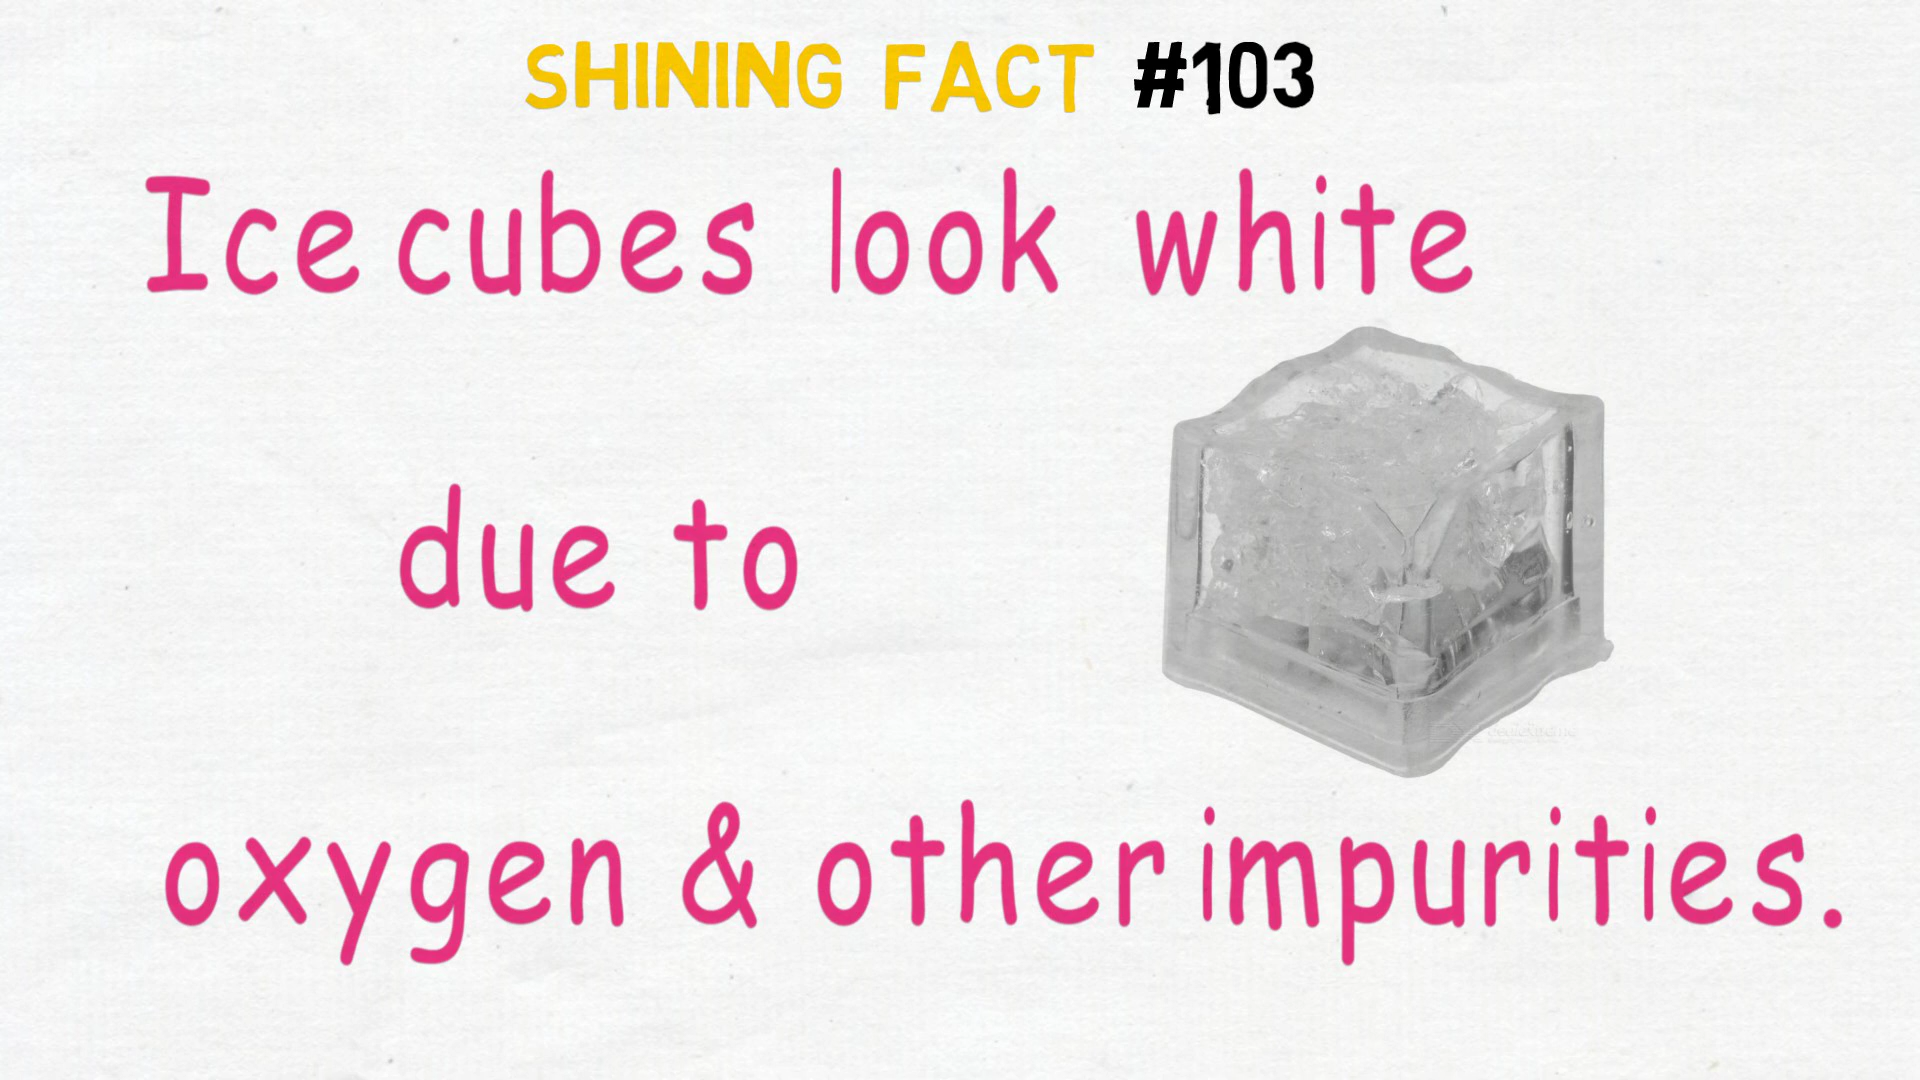 SHINING FACT #103
Ice cubes look white
due to
oxygen & other impurities.